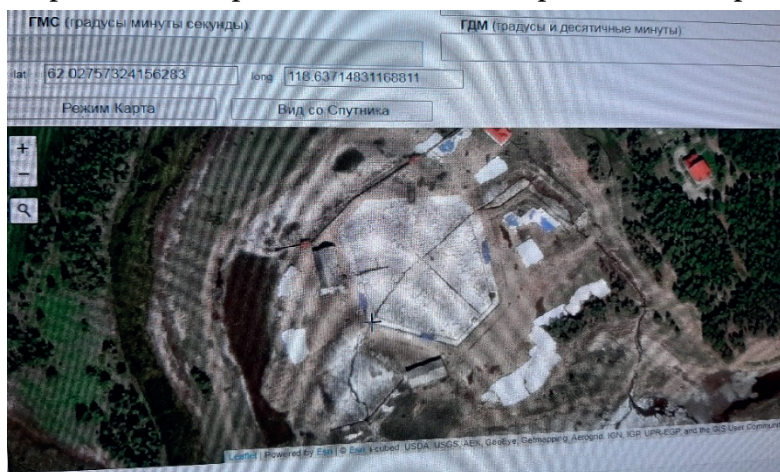 ГМС (градусы минуты секунды)
ГДМ (градусы и десятичные минуты)
lat 62.02757324156283 long 118.63714831168811
Режим Карта Вид со Спутника
+
−
Leaflet | Powered by Esri | © Esri, i-cubed, USDA, USGS, AEX, GeoEye, Getmapping, Aerogrid, IGN, IGP, UPR-EGP, and the GIS User Communit